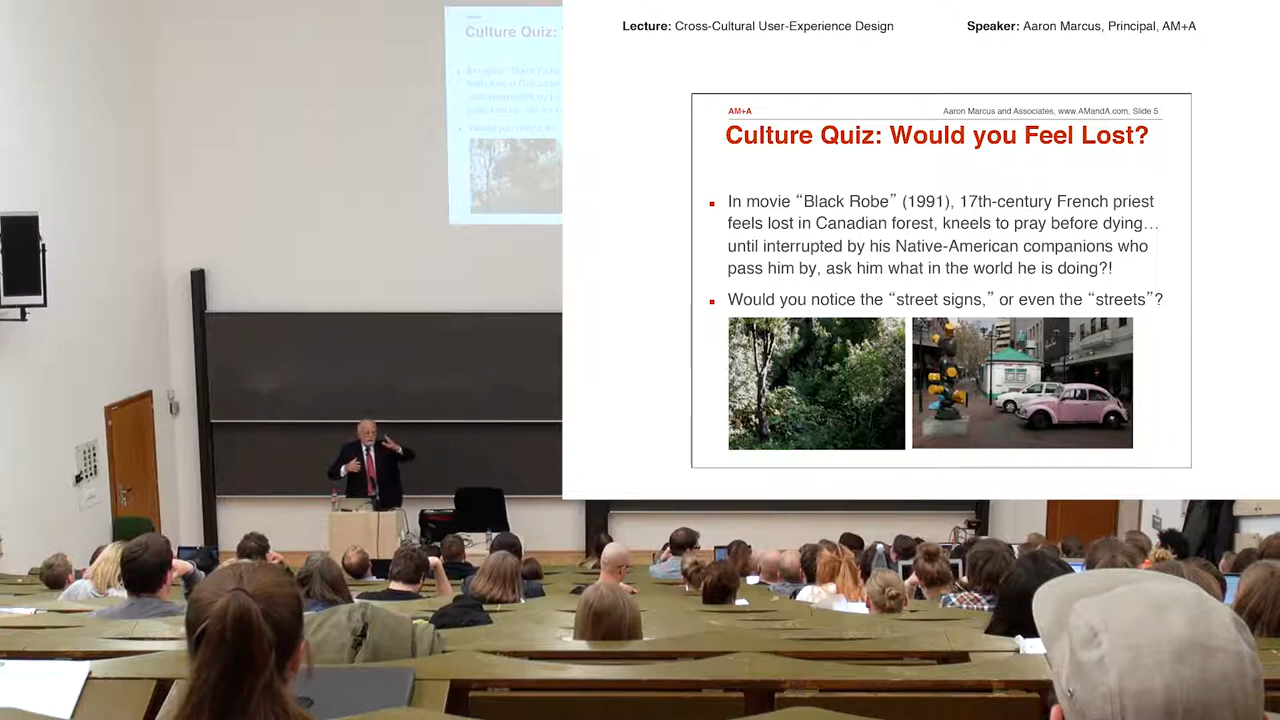 Lecture: Cross-Cultural User-Experience Design
Speaker: Aaron Marcus, Principal, AM+A
AM+A
Aaron Marcus and Associates, www.AMandA.com, Slide 5
Culture Quiz: Would you Feel Lost?
In movie “Black Robe” (1991), 17th-century French priest
feels lost in Canadian forest, kneels to pray before dying…
until interrupted by his Native-American companions who
pass him by, ask him what in the world he is doing?!
Would you notice the “street signs,” or even the “streets”?
Culture Quiz: